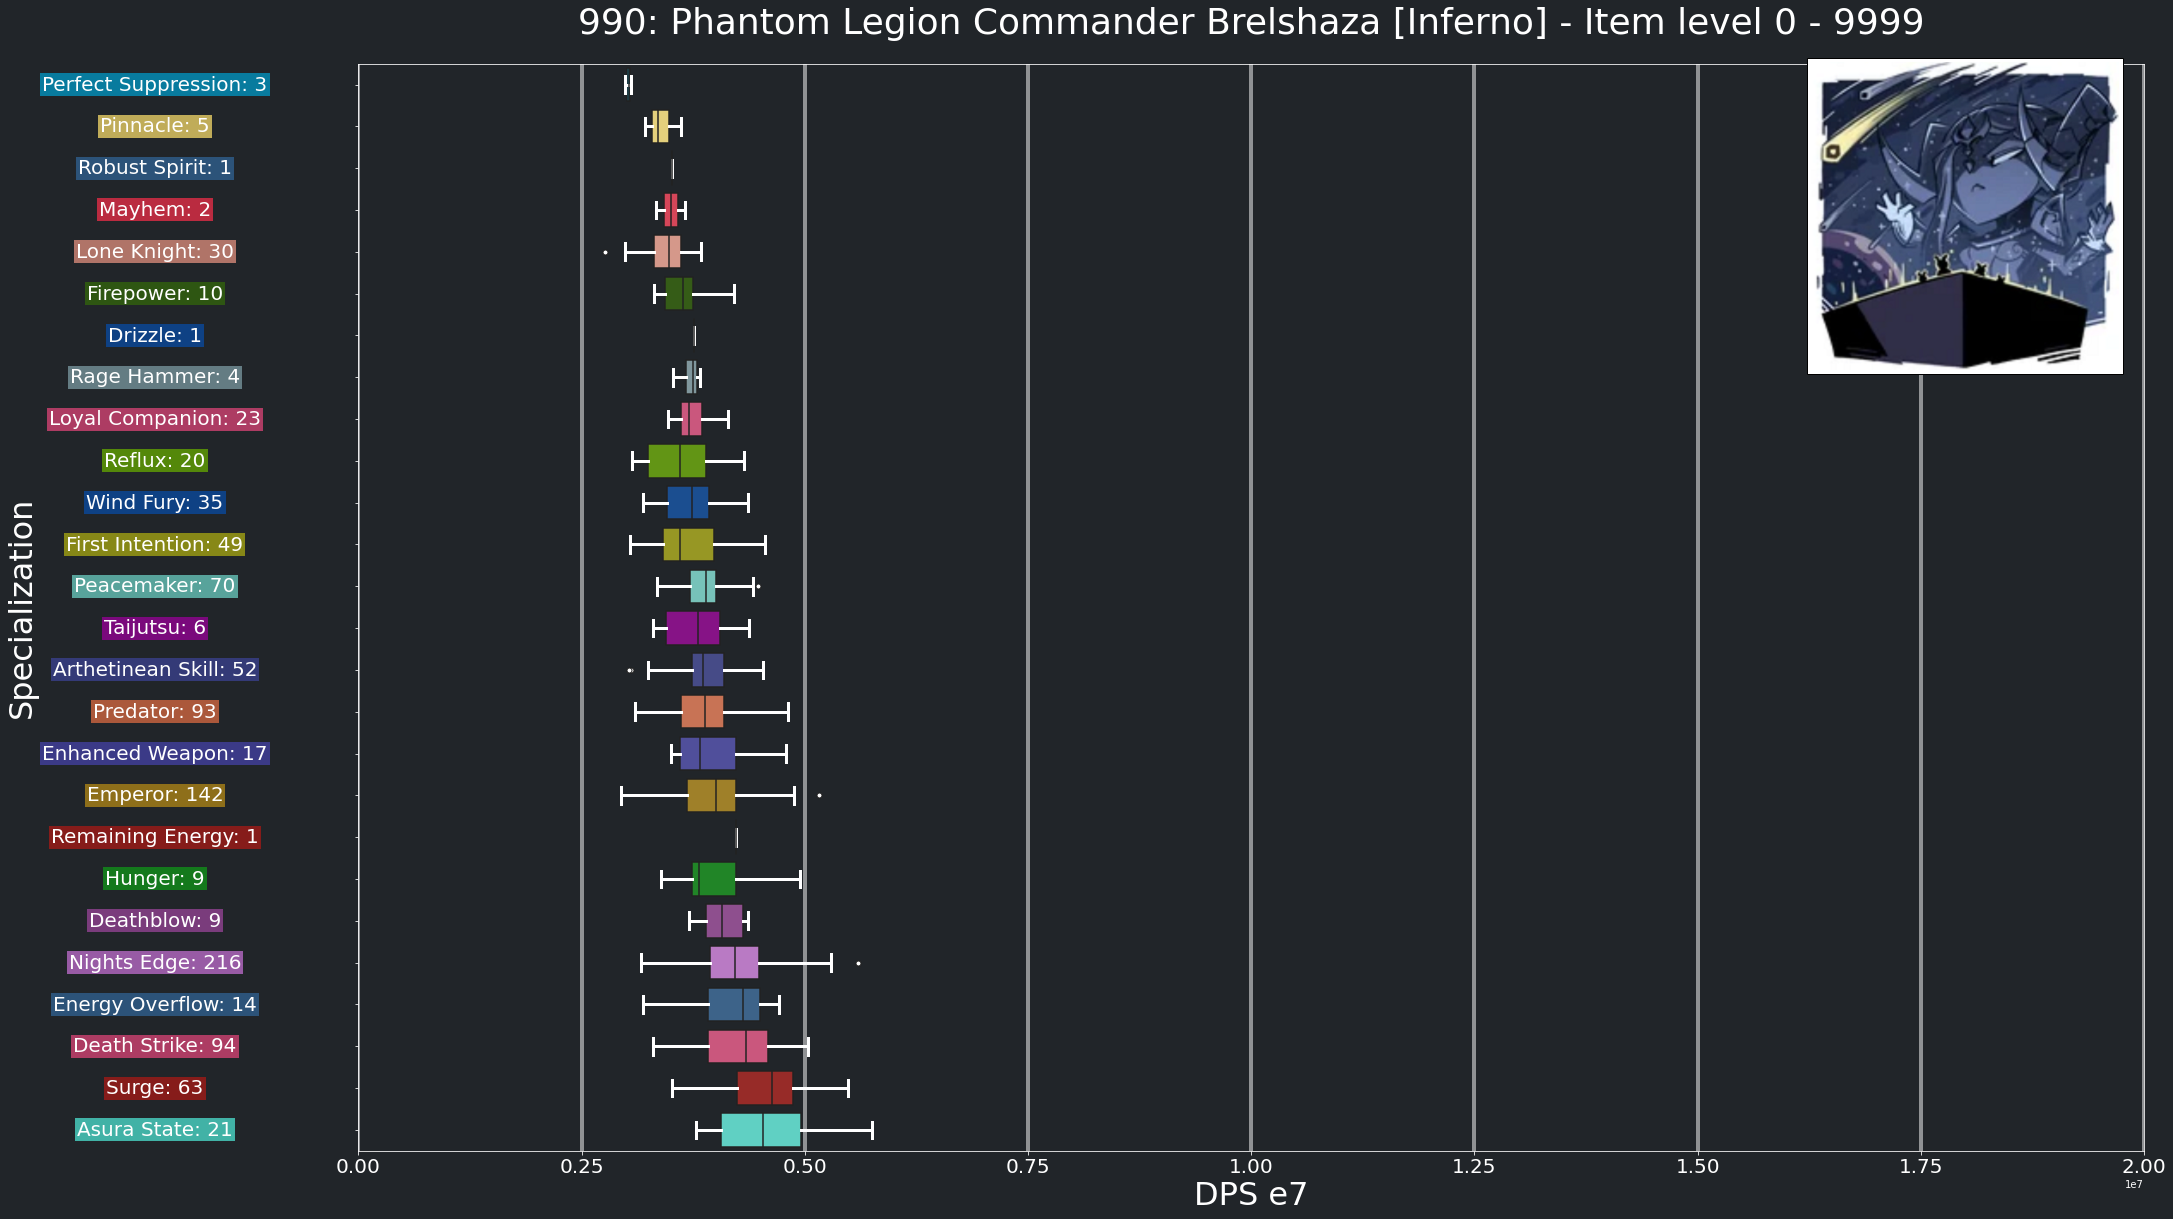 990: Phantom Legion Commander Brelshaza [Inferno] - Item level 0 - 9999
Perfect Suppression: 3
Pinnacle: 5
Robust Spirit: 1
Mayhem: 2
Lone Knight: 30
Firepower: 10
Drizzle: 1
Rage Hammer: 4
Loyal Companion: 23
Reflux: 20
Wind Fury: 35
First Intention: 49
Peacemaker: 70
Taijutsu: 6
Arthetinean Skill: 52
Predator: 93
Enhanced Weapon: 17
Emperor: 142
Remaining Energy: 1
Hunger: 9
Deathblow: 9
Nights Edge: 216
Energy Overflow: 14
Death Strike: 94
Surge: 63
Asura State: 21
Specialization
0.00 0.25 0.50 0.75 1.00 1.25 1.50 1.75 2.00
1e7
DPS e7